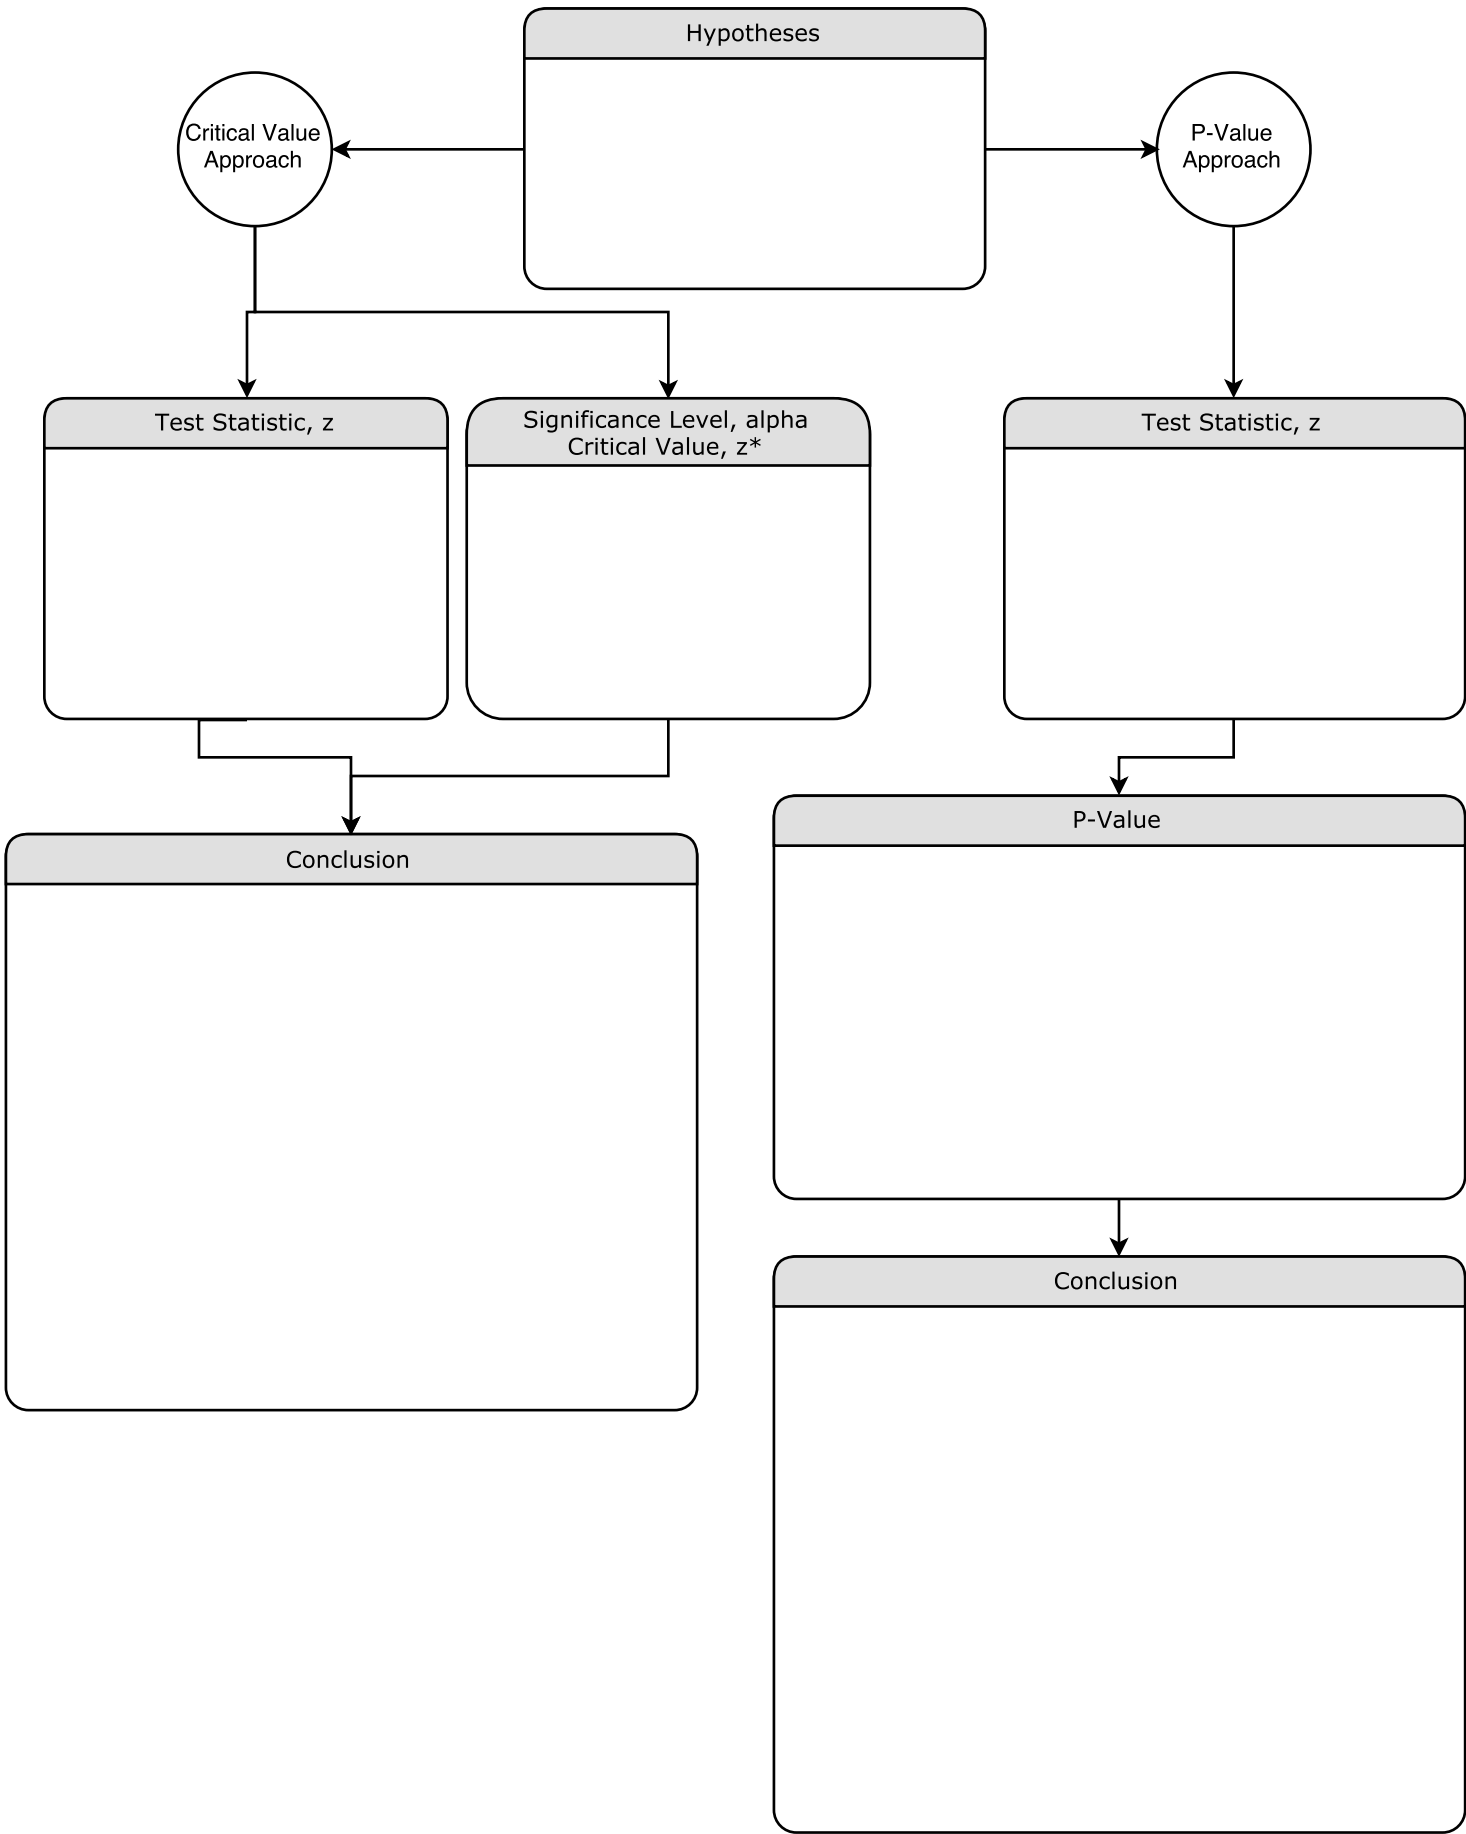 Hypotheses
Critical Value
Approach
P-Value
Approach
Test Statistic, z
Significance Level, alpha
Critical Value, z*
Test Statistic, z
P-Value
Conclusion
Conclusion